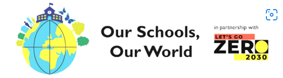 Our Schools,
Our World
in partnership with
LET'S GO
ZERO
2030